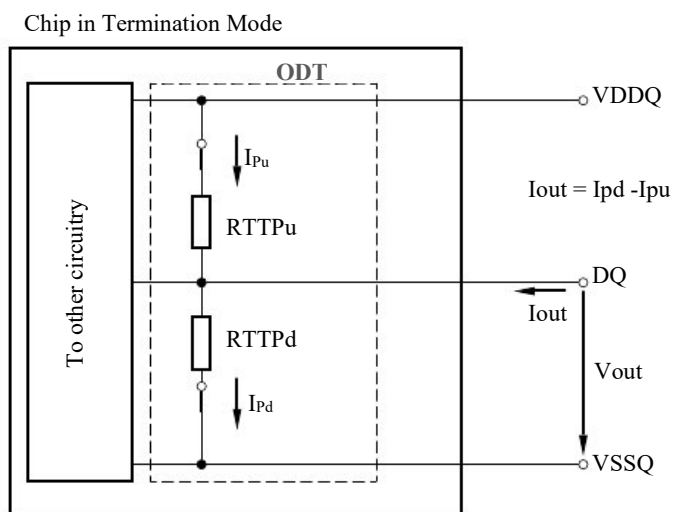 Chip in Termination Mode
ODT
VDDQ
IPu
Iout = Ipd -Ipu
RTTPu
To other circuitry
DQ
Iout
RTTPd
Vout
IPd
VSSQ